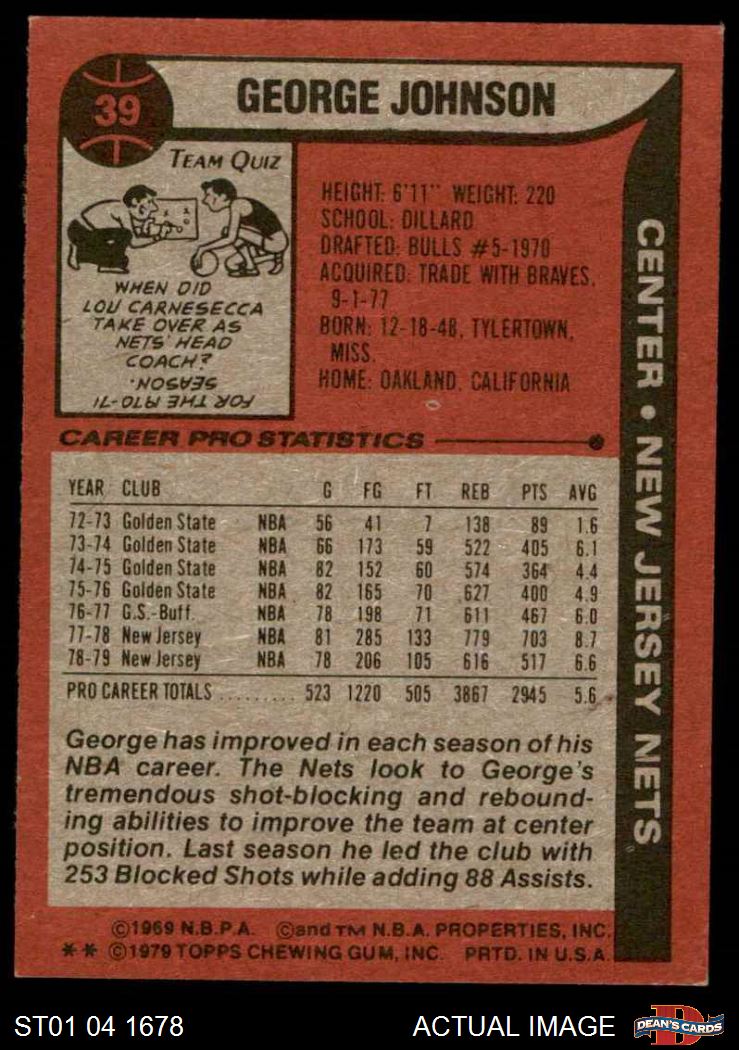 39
GEORGE JOHNSON
TEAM QUIZ
WHEN DID
LOU CARNESECCA
TAKE OVER AS
NETS' HEAD
COACH?
FOR THE 1970-71
SEASON.
HEIGHT: 6'11" WEIGHT: 220
SCHOOL: DILLARD
DRAFTED: BULLS #5-1970
ACQUIRED: TRADE WITH BRAVES,
9-1-77
BORN: 12-18-48, TYLERTOWN,
MISS.
HOME: OAKLAND, CALIFORNIA
CENTER • NEW JERSEY NETS
CAREER PRO STATISTICS
YEAR CLUB G FG FT REB PTS AVG
72-73 Golden State NBA 56 41 7 138 89 1.6
73-74 Golden State NBA 66 173 59 522 405 6.1
74-75 Golden State NBA 82 152 60 574 364 4.4
75-76 Golden State NBA 82 165 70 627 400 4.9
76-77 G.S.-Buff. NBA 78 198 71 611 467 6.0
77-78 New Jersey NBA 81 285 133 779 703 8.7
78-79 New Jersey NBA 78 206 105 616 517 6.6
PRO CAREER TOTALS ......... 523 1220 505 3867 2945 5.6
George has improved in each season of his
NBA career. The Nets look to George's
tremendous shot-blocking and rebound-
ing abilities to improve the team at center
position. Last season he led the club with
253 Blocked Shots while adding 88 Assists.
©1969 N.B.P.A. ©and TM N.B.A. PROPERTIES, INC.
** ©1979 TOPPS CHEWING GUM, INC. PRTD. IN U.S.A.
ST01 04 1678
ACTUAL IMAGE
D
DEAN'S CARDS